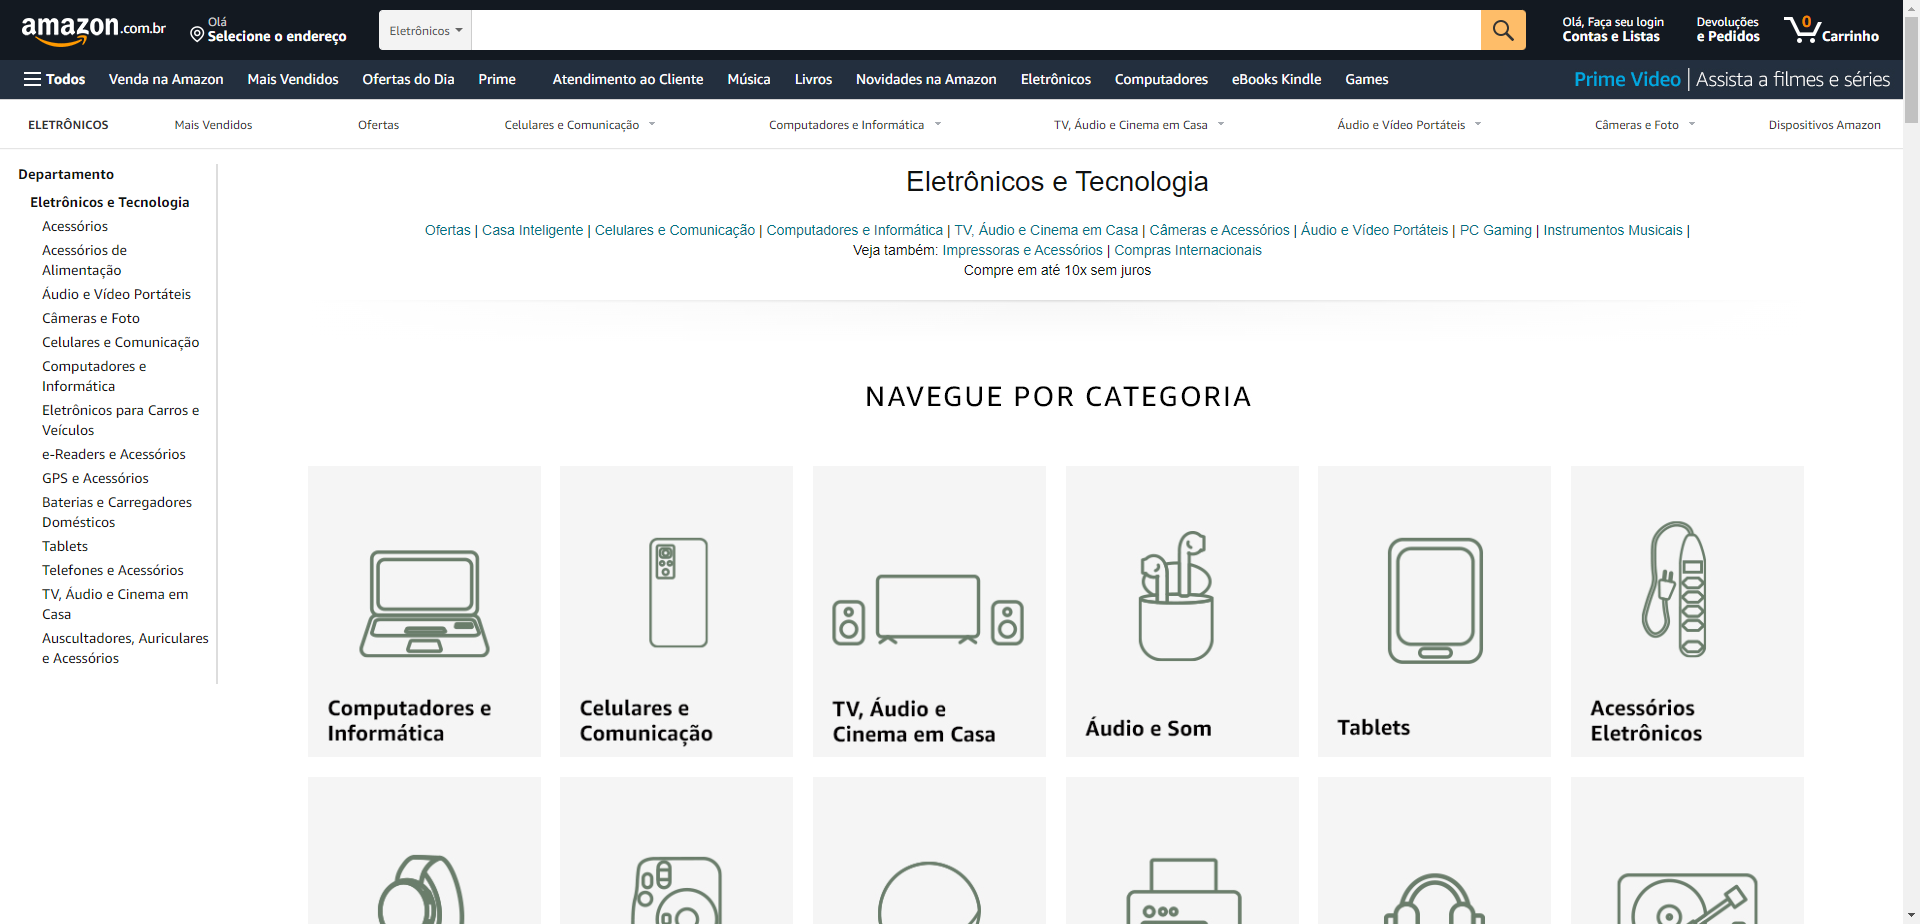 amazon.com.br
Olá
Selecione o endereço
Eletrônicos
Olá, Faça seu login
Contas e Listas
Devoluções
e Pedidos
0
Carrinho
Todos
Venda na Amazon
Mais Vendidos
Ofertas do Dia
Prime
Atendimento ao Cliente
Música
Livros
Novidades na Amazon
Eletrônicos
Computadores
eBooks Kindle
Games
Prime Video | Assista a filmes e séries
ELETRÔNICOS
Mais Vendidos
Ofertas
Celulares e Comunicação
Computadores e Informática
TV, Áudio e Cinema em Casa
Áudio e Vídeo Portáteis
Câmeras e Foto
Dispositivos Amazon
Departamento
Eletrônicos e Tecnologia
Acessórios
Acessórios de
Alimentação
Áudio e Vídeo Portáteis
Câmeras e Foto
Celulares e Comunicação
Computadores e
Informática
Eletrônicos para Carros e
Veículos
e-Readers e Acessórios
GPS e Acessórios
Baterias e Carregadores
Domésticos
Tablets
Telefones e Acessórios
TV, Áudio e Cinema em
Casa
Auscultadores, Auriculares
e Acessórios
Eletrônicos e Tecnologia
Ofertas | Casa Inteligente | Celulares e Comunicação | Computadores e Informática | TV, Áudio e Cinema em Casa | Câmeras e Acessórios | Áudio e Vídeo Portáteis | PC Gaming | Instrumentos Musicais |
Veja também: Impressoras e Acessórios | Compras Internacionais
Compre em até 10x sem juros
NAVEGUE POR CATEGORIA
Computadores e
Informática
Celulares e
Comunicação
TV, Áudio e
Cinema em Casa
Áudio e Som
Tablets
Acessórios
Eletrônicos